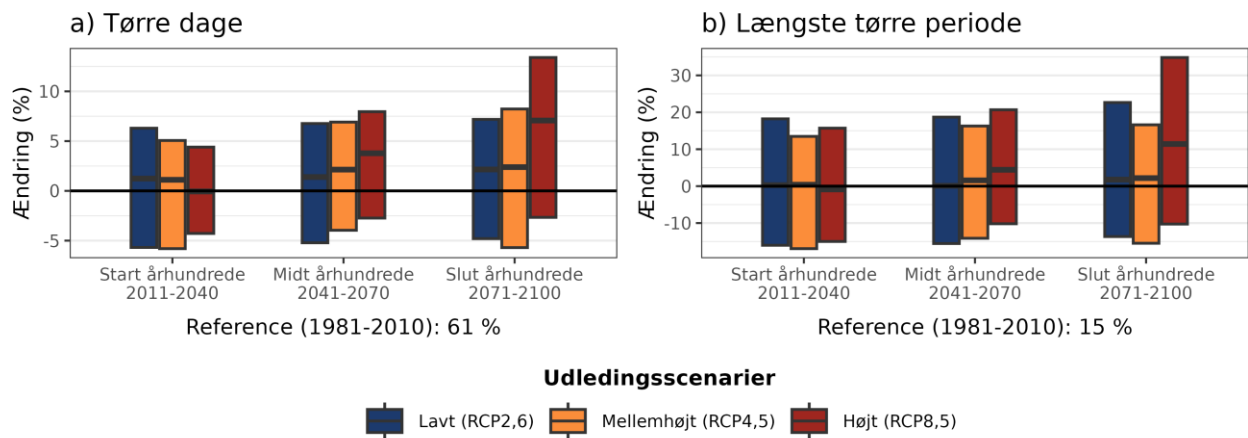 a) Tørre dage
Ændring (%)
10
5
0
-5
Start århundrede
2011-2040
Midt århundrede
2041-2070
Slut århundrede
2071-2100
Reference (1981-2010): 61 %
b) Længste tørre periode
Ændring (%)
30
20
10
0
-10
Start århundrede
2011-2040
Midt århundrede
2041-2070
Slut århundrede
2071-2100
Reference (1981-2010): 15 %
Udledingsscenarier
Lavt (RCP2,6)
Mellemhøjt (RCP4,5)
Højt (RCP8,5)